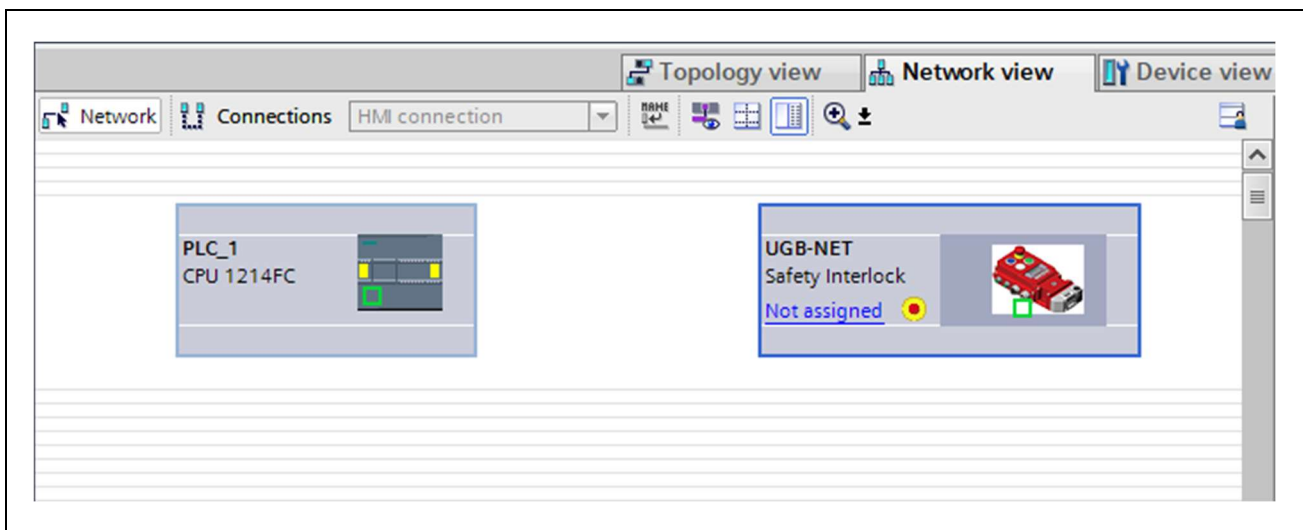 Topology view Network view Device view
Network Connections HMI connection NAME
PLC_1
CPU 1214FC
UGB-NET
Safety Interlock
Not assigned